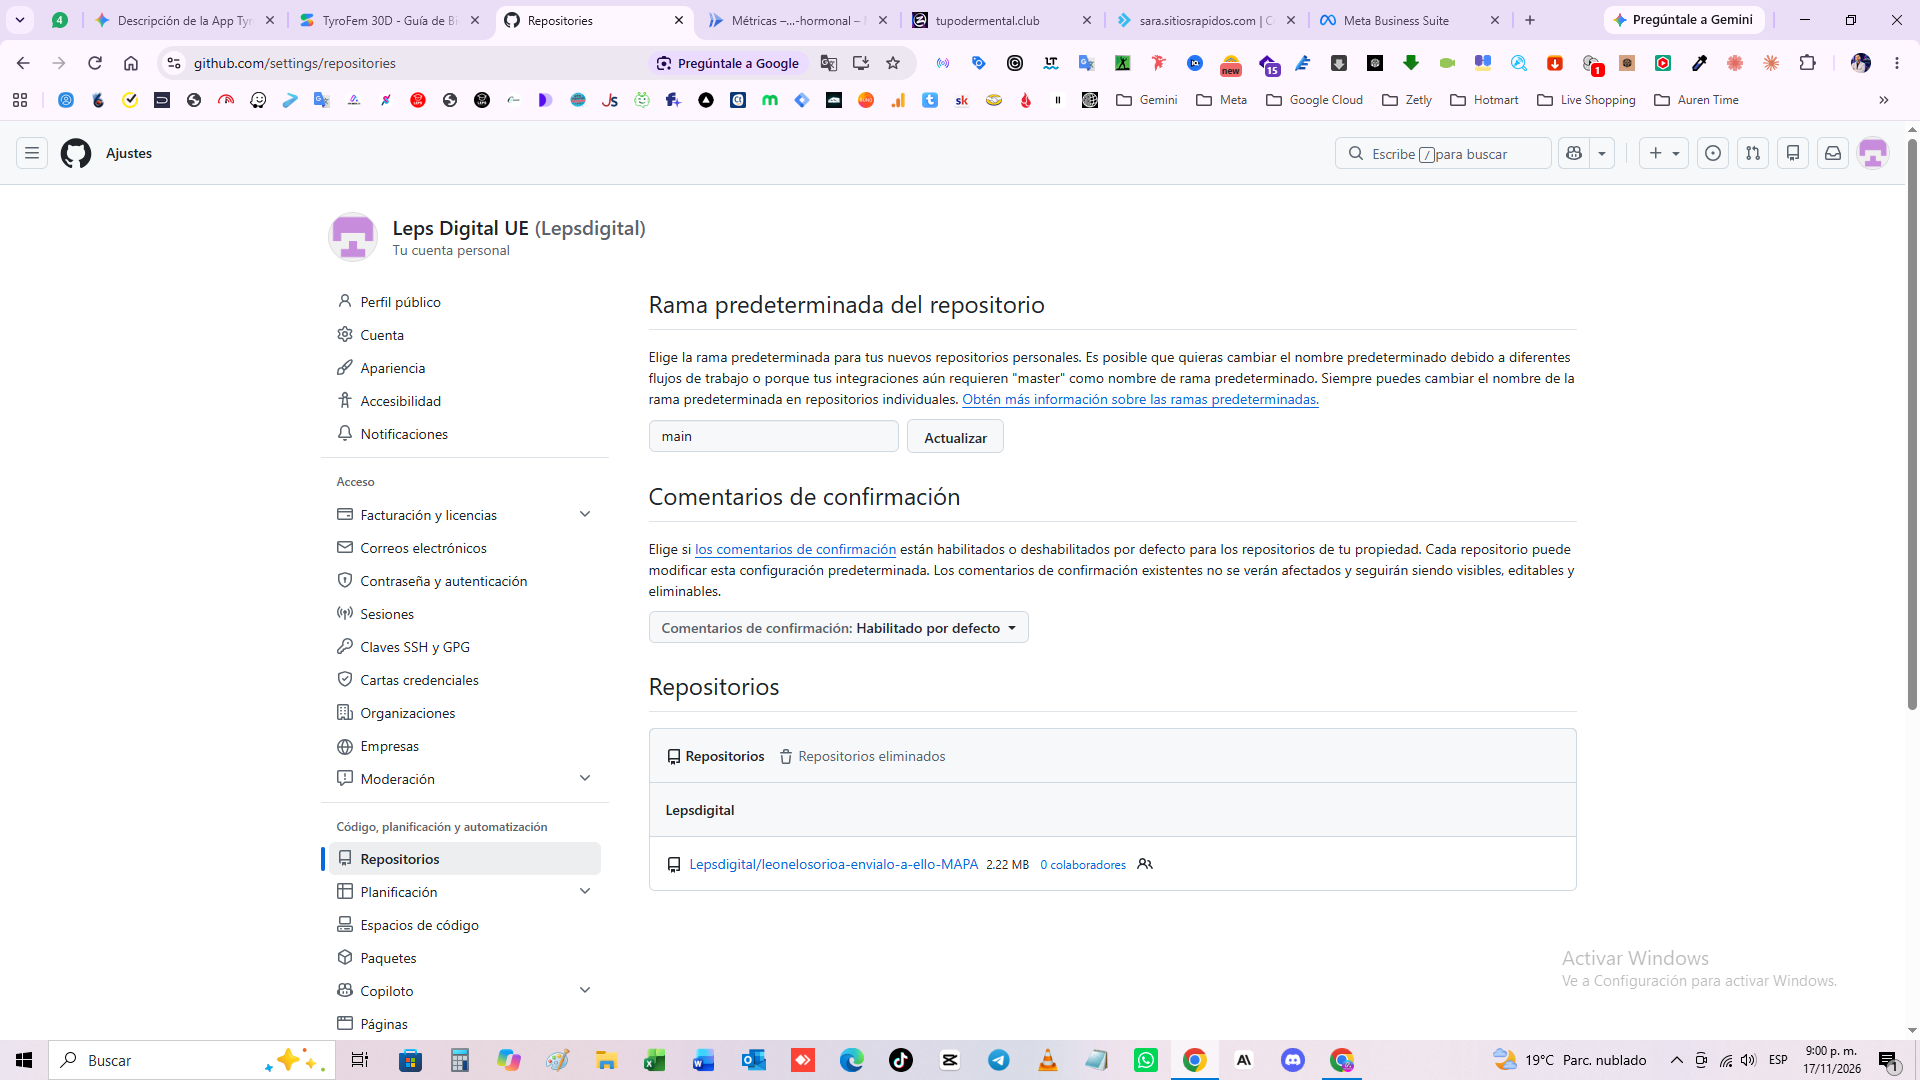 4
Descripción de la App Tyr
TyroFem 30D - Guía de Bi
Repositories
Métricas –...-hormonal –
tupodermental.club
sara.sitiosrapidos.com | C
Meta Business Suite
Pregúntale a Gemini
github.com/settings/repositories
Pregúntale a Google
new
15
1
Gemini
Meta
Google Cloud
Zetly
Hotmart
Live Shopping
Auren Time
Ajustes
Escribe / para buscar
Leps Digital UE (Lepsdigital)
Tu cuenta personal
Perfil público
Cuenta
Apariencia
Accesibilidad
Notificaciones
Acceso
Facturación y licencias
Correos electrónicos
Contraseña y autenticación
Sesiones
Claves SSH y GPG
Cartas credenciales
Organizaciones
Empresas
Moderación
Código, planificación y automatización
Repositorios
Planificación
Espacios de código
Paquetes
Copiloto
Páginas
Rama predeterminada del repositorio
Elige la rama predeterminada para tus nuevos repositorios personales. Es posible que quieras cambiar el nombre predeterminado debido a diferentes
flujos de trabajo o porque tus integraciones aún requieren "master" como nombre de rama predeterminado. Siempre puedes cambiar el nombre de la
rama predeterminada en repositorios individuales. Obtén más información sobre las ramas predeterminadas.
main
Actualizar
Comentarios de confirmación
Elige si los comentarios de confirmación están habilitados o deshabilitados por defecto para los repositorios de tu propiedad. Cada repositorio puede
modificar esta configuración predeterminada. Los comentarios de confirmación existentes no se verán afectados y seguirán siendo visibles, editables y
eliminables.
Comentarios de confirmación: Habilitado por defecto
Repositorios
Repositorios Repositorios eliminados
Lepsdigital
Lepsdigital/leonelosorioa-envialo-a-ello-MAPA 2.22 MB 0 colaboradores
Activar Windows
Ve a Configuración para activar Windows.
Buscar
19°C Parc. nublado
ESP
9:00 p. m.
17/11/2026
1